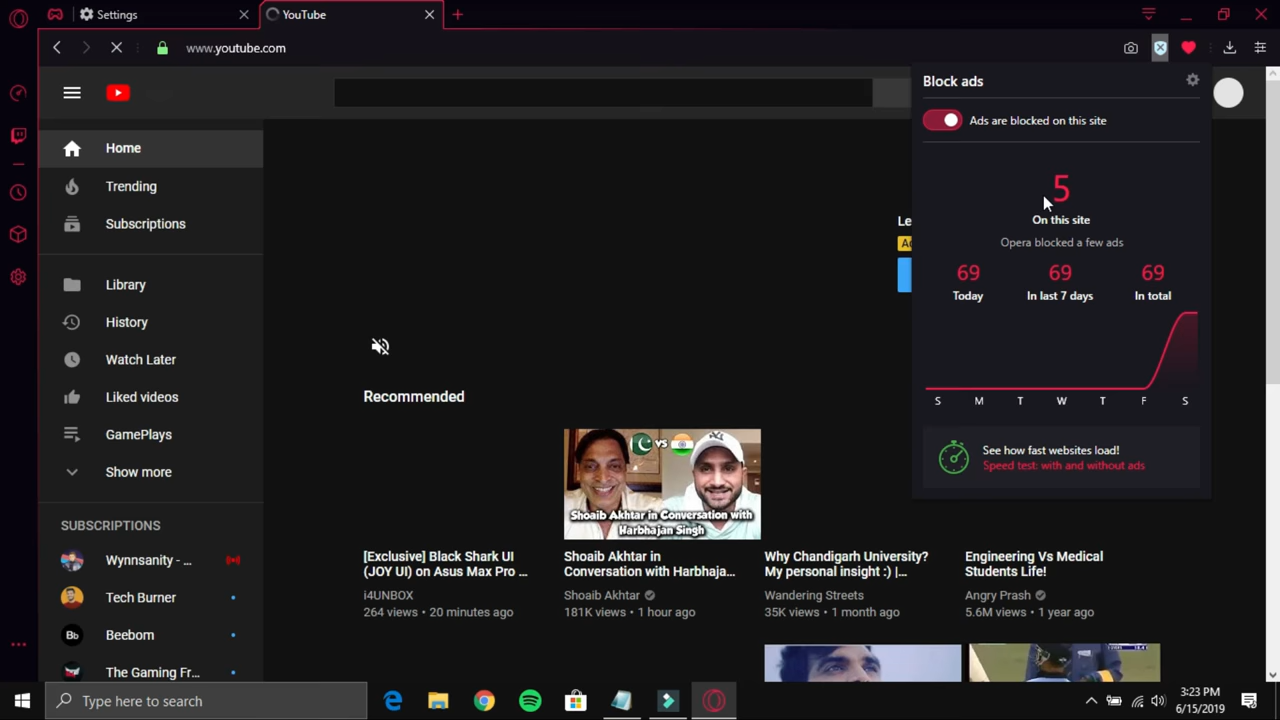 Settings
YouTube
www.youtube.com
Block ads
Ads are blocked on this site
5
On this site
Opera blocked a few ads
69
69
69
Today
In last 7 days
In total
S
M
T
W
T
F
S
See how fast websites load!
Speed test: with and without ads
Home
Trending
Subscriptions
Library
History
Watch Later
Liked videos
GamePlays
Show more
SUBSCRIPTIONS
Wynnsanity - ...
Tech Burner
Bb
Beebom
The Gaming Fr...
Le
Recommended
VS
Shoaib Akhtar in Conversation with
Harbhajan Singh
[Exclusive] Black Shark UI
(JOY UI) on Asus Max Pro ...
i4UNBOX
264 views • 20 minutes ago
Shoaib Akhtar in
Conversation with Harbhaja...
Shoaib Akhtar
181K views • 1 hour ago
Why Chandigarh University?
My personal insight :) |...
Wandering Streets
35K views • 1 month ago
Engineering Vs Medical
Students Life!
Angry Prash
5.6M views • 1 year ago
Type here to search
3:23 PM
6/15/2019